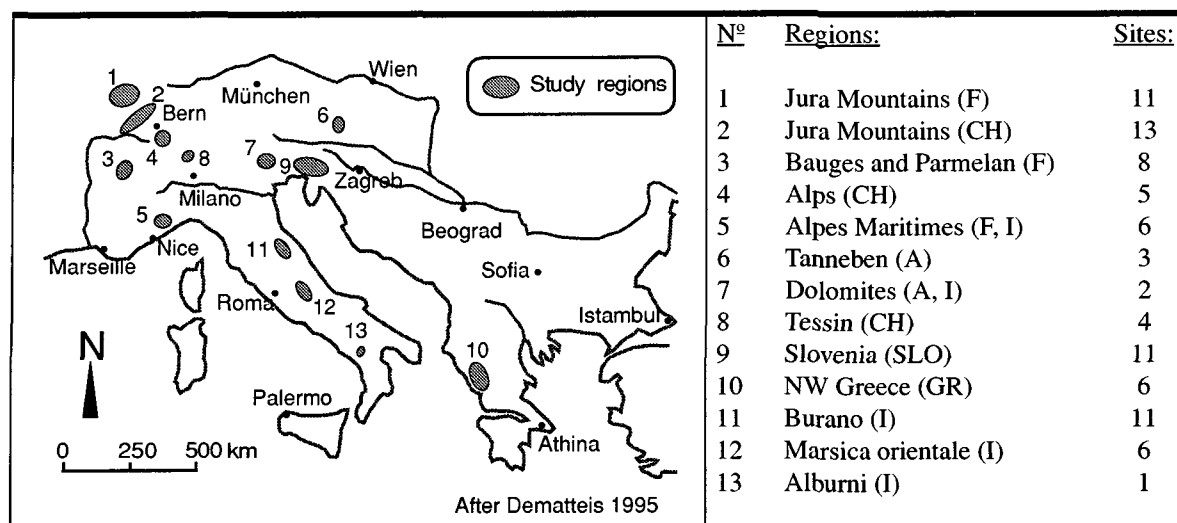 1
2
Bern
München
Wien
Study regions
6
3
4
8
7
9
Zagreb
Milano
5
Nice
Marseille
Beograd
Sofia
11
Roma
12
Istambul
13
10
N
Palermo
Athina
0 250 500 km
After Dematteis 1995
Nº Regions: Sites:
1 Jura Mountains (F) 11
2 Jura Mountains (CH) 13
3 Bauges and Parmelan (F) 8
4 Alps (CH) 5
5 Alpes Maritimes (F, I) 6
6 Tanneben (A) 3
7 Dolomites (A, I) 2
8 Tessin (CH) 4
9 Slovenia (SLO) 11
10 NW Greece (GR) 6
11 Burano (I) 11
12 Marsica orientale (I) 6
13 Alburni (I) 1